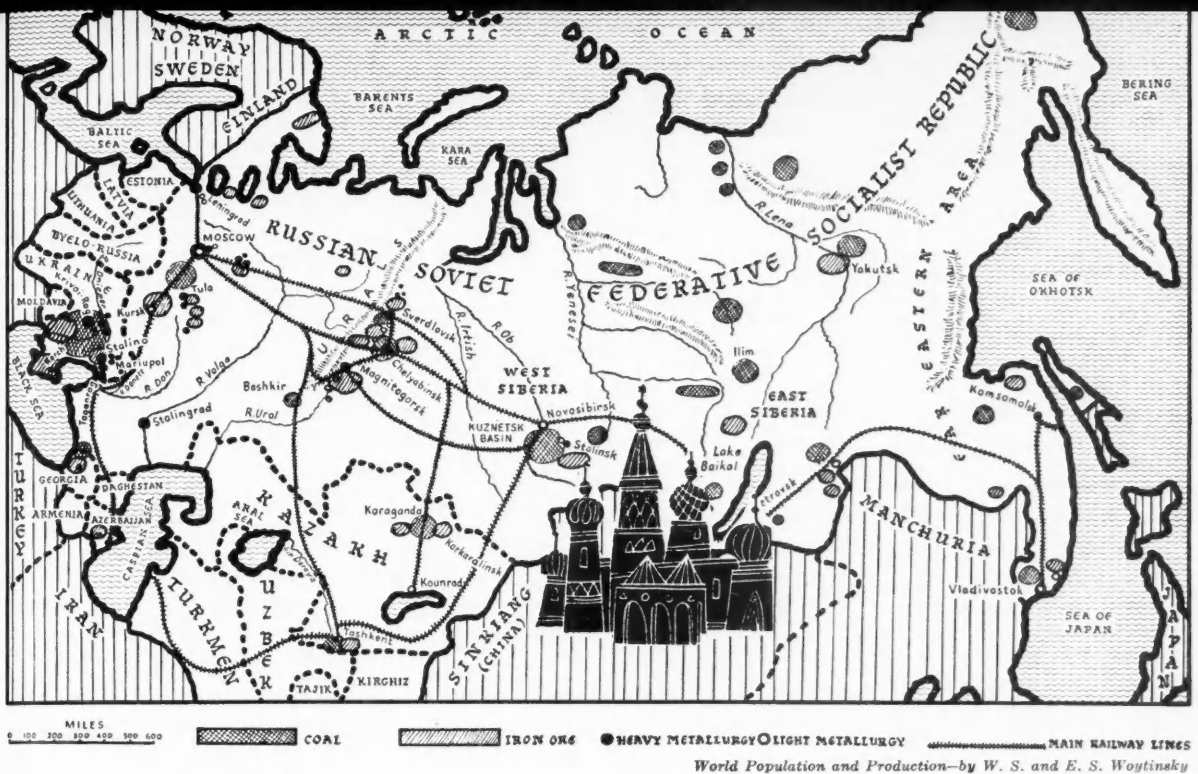 ARCTIC OCEAN
NORWAY
SWEDEN
FINLAND
BARENTS
SEA
KARA
SEA
BERING
SEA
BALTIC
SEA
ESTONIA
LATVIA
LITHUANIA
BYELO-RUSSIA
UKRAINE
MOLDAVIA
Leningrad
MOSCOW
Tula
Kursk
Stalino
Mariupol
R. Don
R. Volga
Stalingrad
R. Ural
Bashkir
BLACK SEA
RUSSIAN SOVIET FEDERATIVE SOCIALIST REPUBLIC
URALS
Sverdlovsk
Chelyabinsk
Magnitogorsk
R. Irtish
R. Ob
R. Yenesei
R. Lena
Yakutsk
EASTERN AREA
SEA OF
OKHOTSK
WEST
SIBERIA
KUZNETSK
BASIN
Novosibirsk
Stalinsk
Ilim
EAST
SIBERIA
Lake
Baikal
Petrovsk
Komsomolsk
TURKEY
GEORGIA
ARMENIA
DAGHESTAN
AZERBAIJAN
CASPIAN SEA
IRAN
ARAL
SEA
KAZAKH
Karaganda
Karkaralinsk
Kounrad
TURKMEN
UZBEK
Tashkent
TAJIK
KIRGHIZ
SINKIANG
(CHINA)
MANCHURIA
Vladivostok
SEA OF
JAPAN
JAPAN
MILES
0 100 200 300 400 500 600
COAL
IRON ORE
HEAVY METALLURGY
LIGHT METALLURGY
MAIN RAILWAY LINES
World Population and Production—by W. S. and E. S. Woytinsky